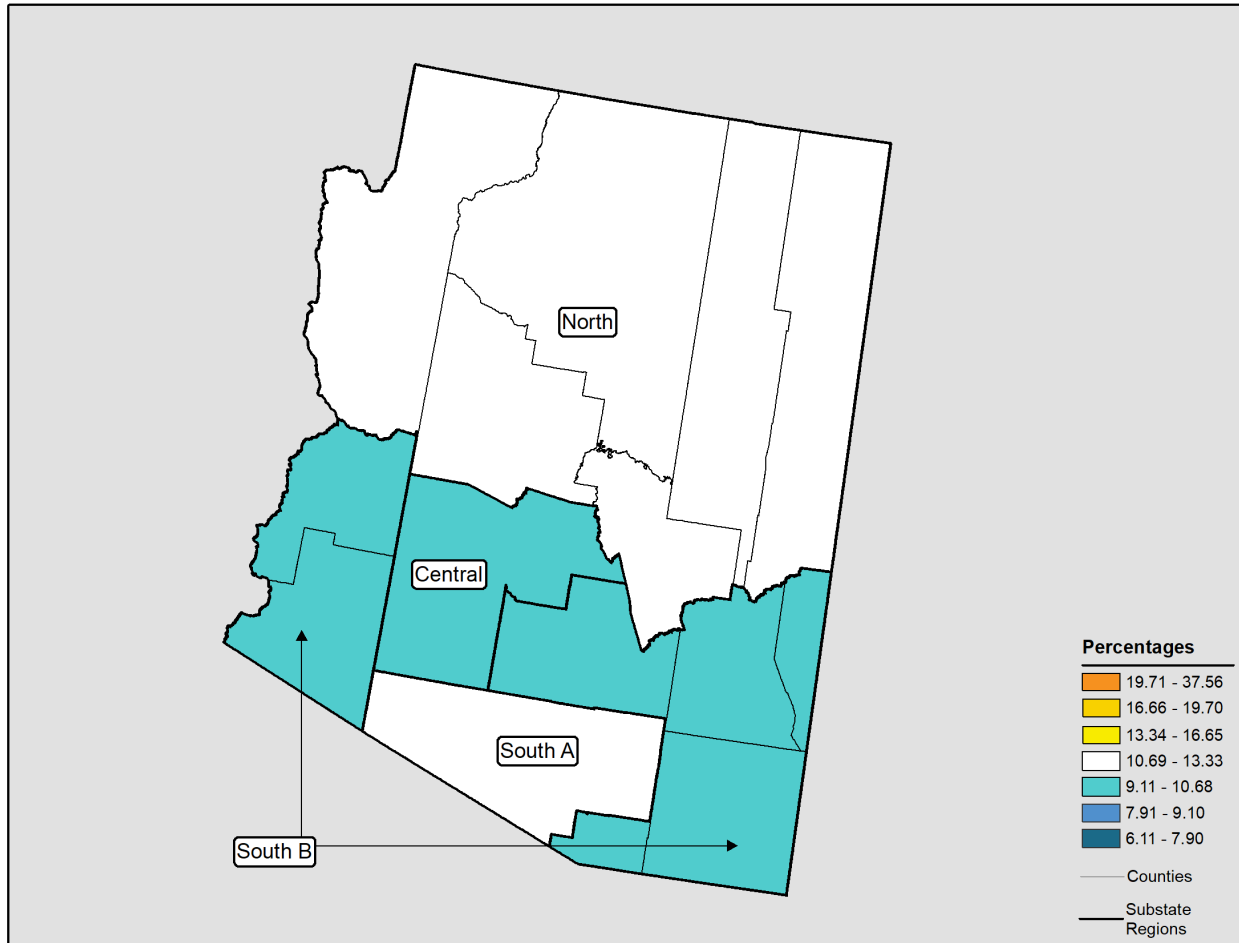 North
Central
South A
South B
Percentages
19.71 - 37.56
16.66 - 19.70
13.34 - 16.65
10.69 - 13.33
9.11 - 10.68
7.91 - 9.10
6.11 - 7.90
Counties
Substate
Regions